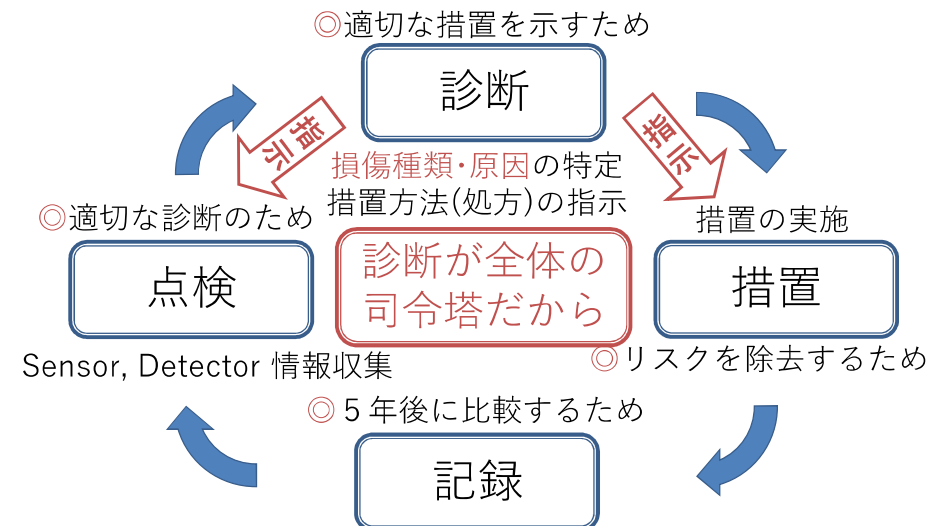 ◎適切な措置を示すため
診断
指示
指示
損傷種類・原因の特定
措置方法(処方)の指示
◎適切な診断のため
点検
Sensor, Detector 情報収集
診断が全体の
司令塔だから
措置の実施
措置
◎リスクを除去するため
◎５年後に比較するため
記録